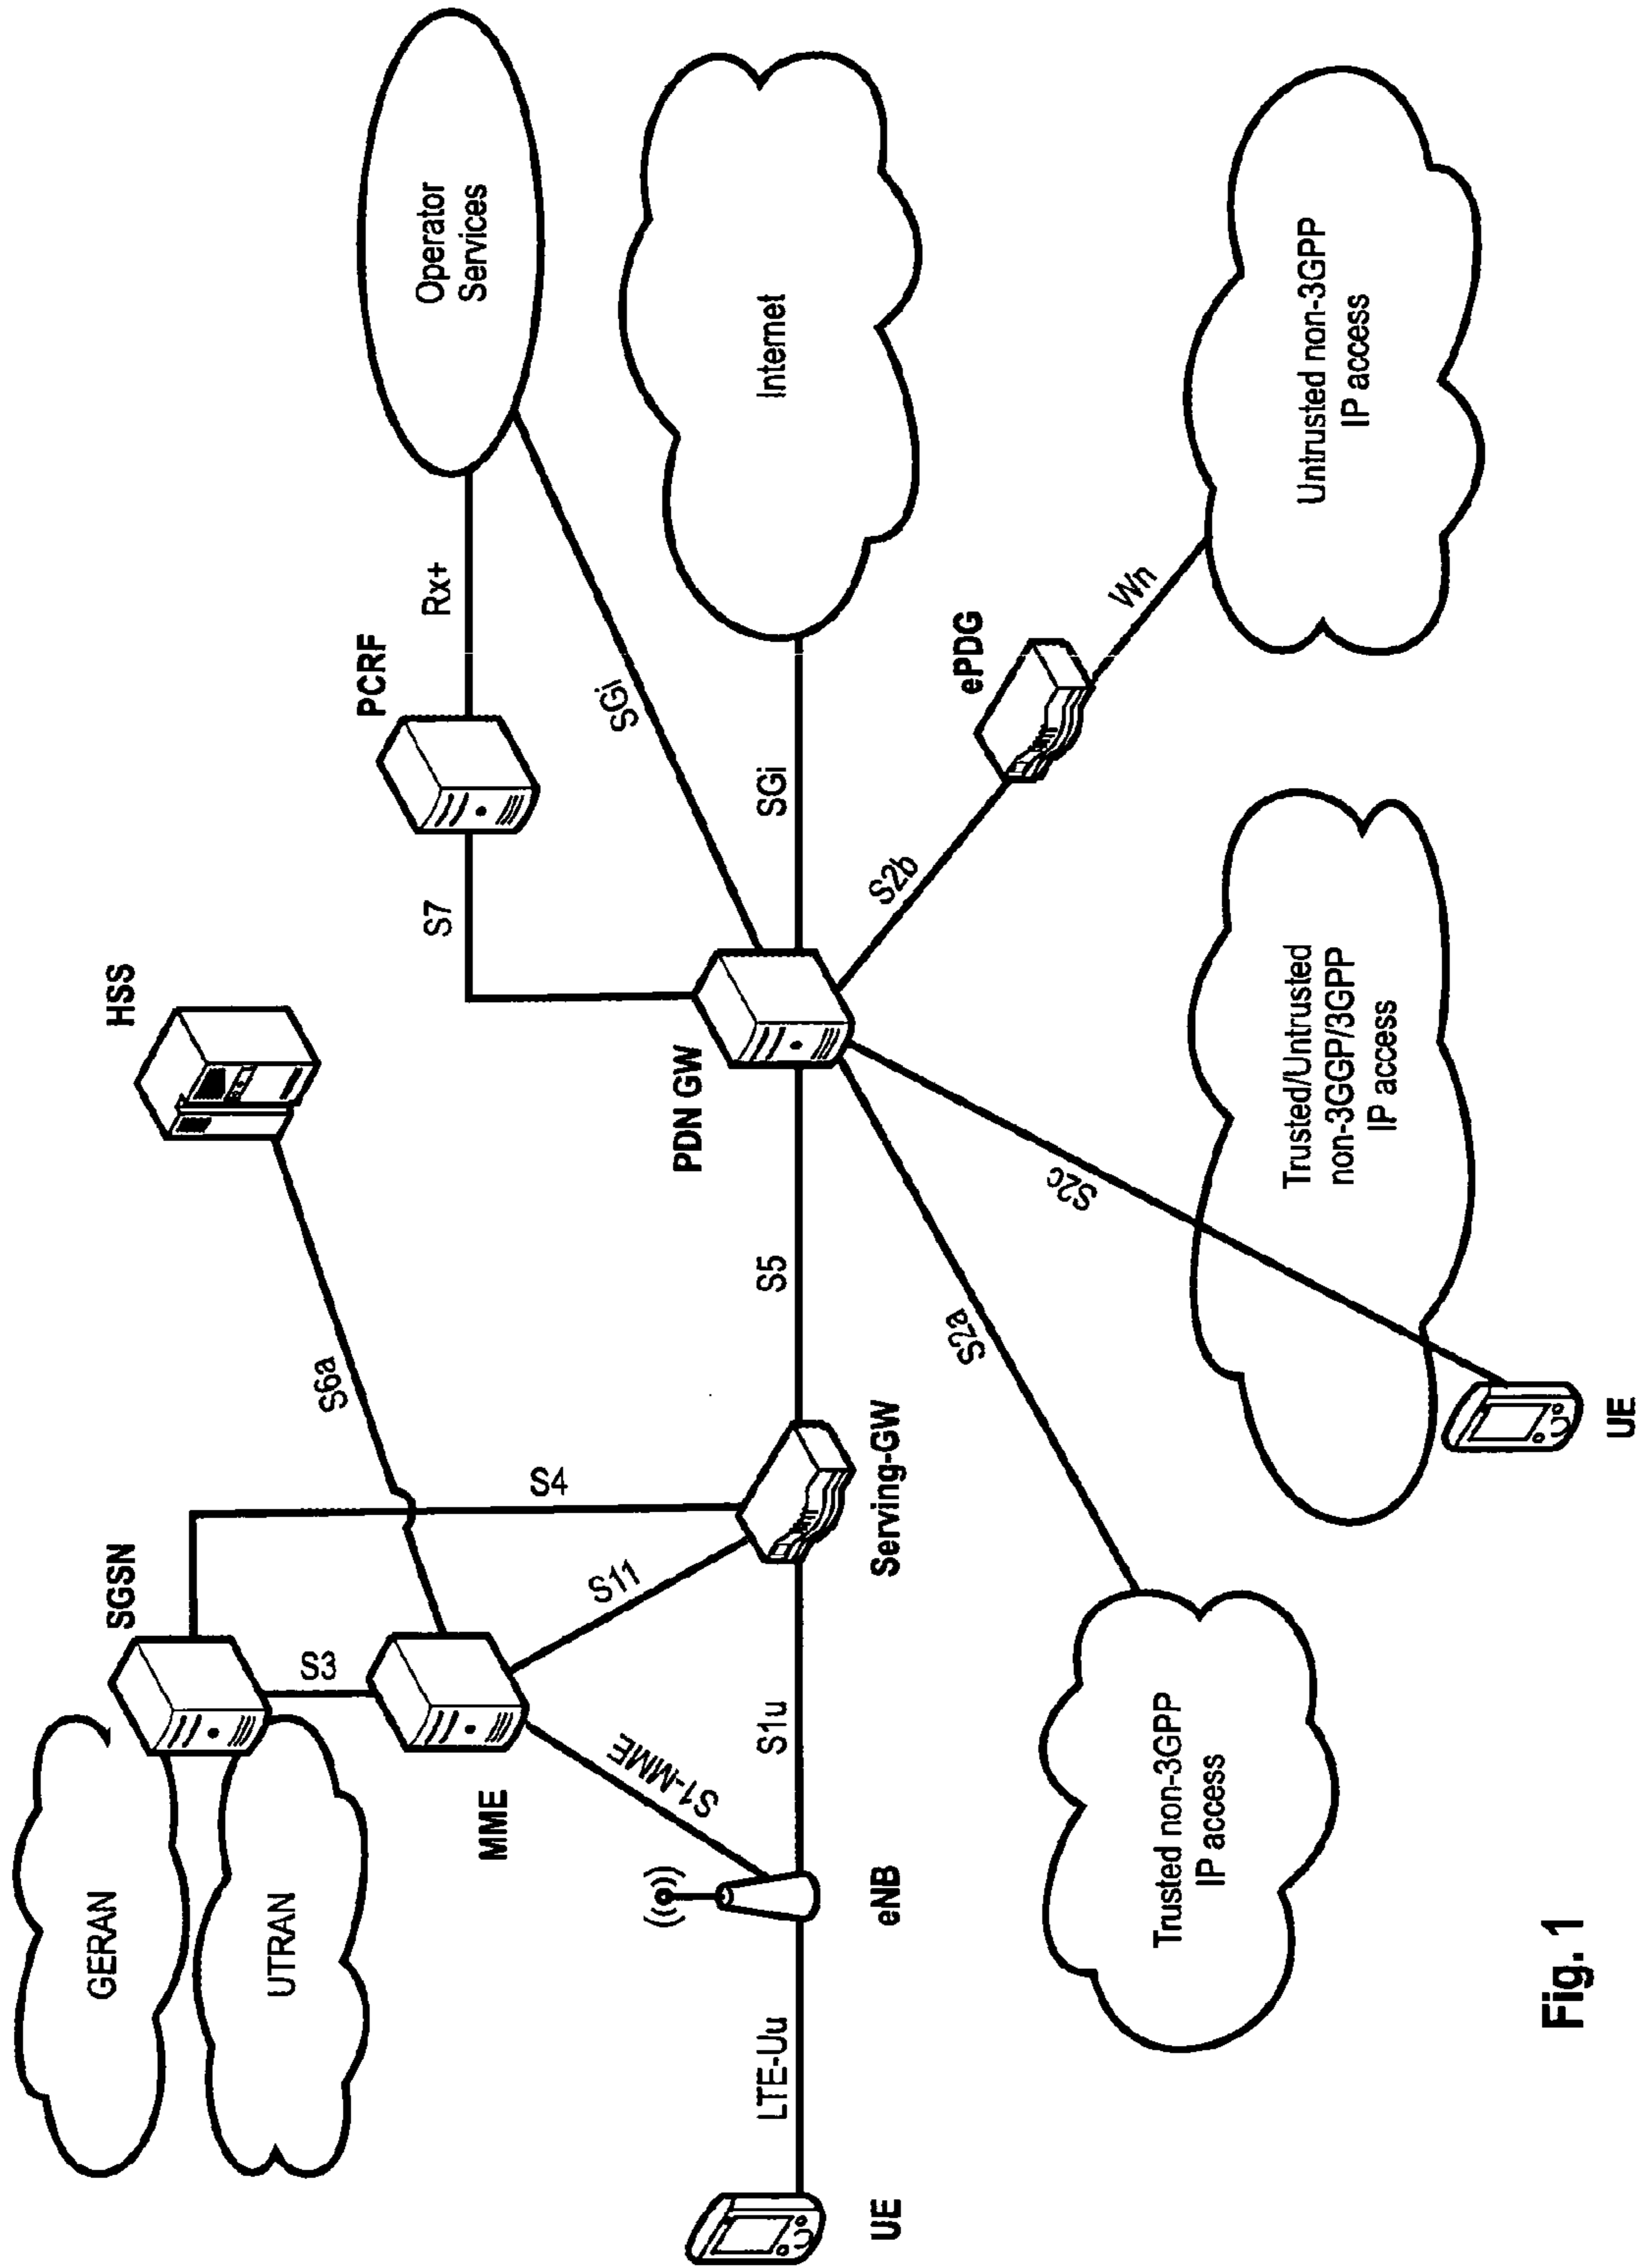 GERAN
SGSN
HSS
UTRAN
S3
S6a
S4
MME
S11
S1-MME
S7
PCRF
Rx+
Operator
Services
SGi
PDN GW
UE
LTE-Uu
eNB
S1u
Serving-GW
S5
SGi
Internet
S2a
S2c
S2b
ePDG
Wn
Trusted non-3GPP
IP access
Trusted/Untrusted
non-3GGP/3GPP
IP access
Untrusted non-3GPP
IP access
UE
Fig. 1